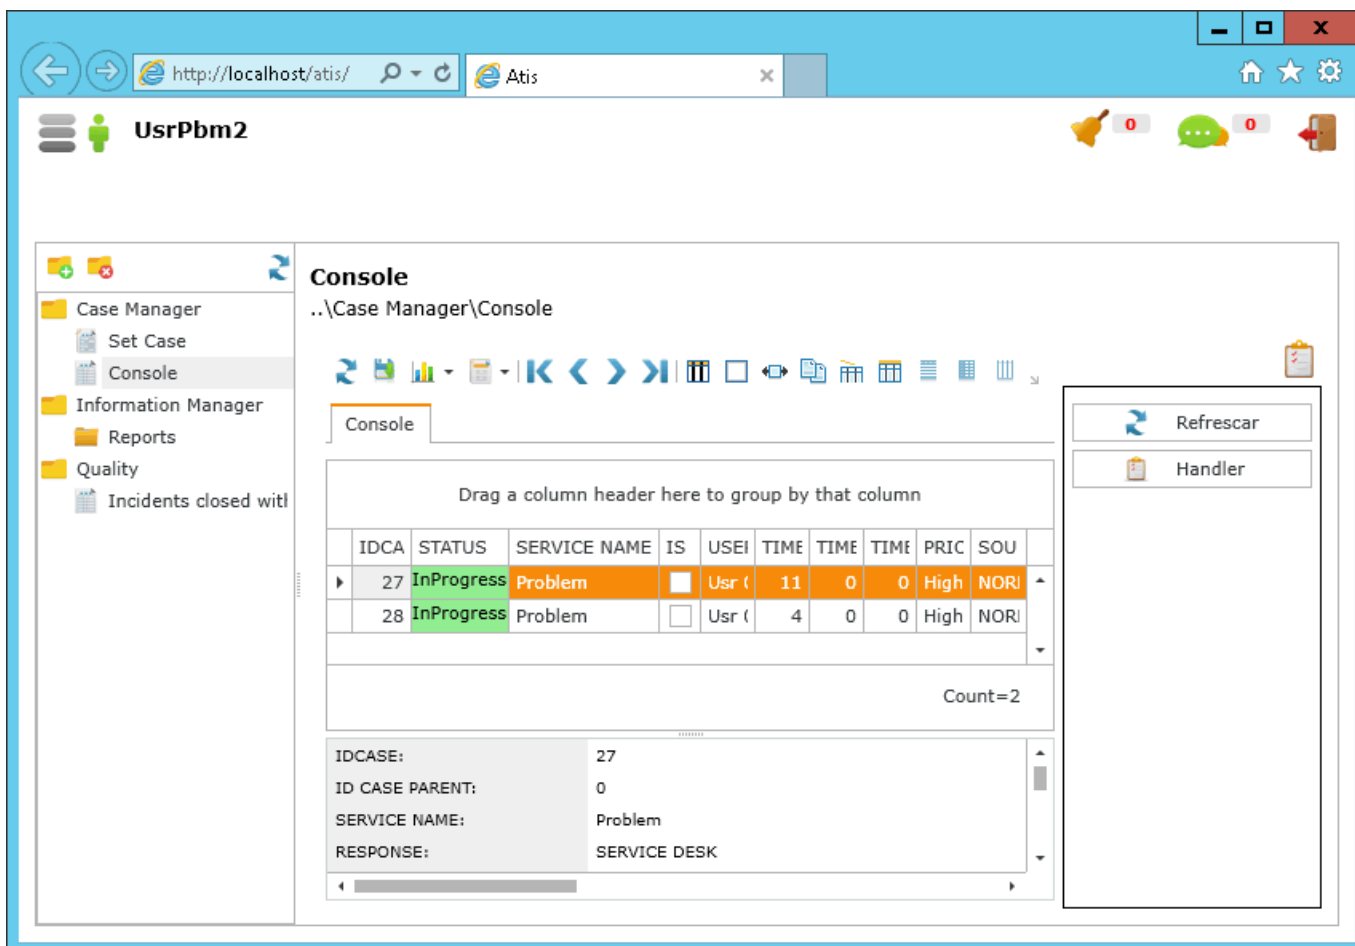 http://localhost/atis/
Atis
x
UsrPbm2
0
0
Console
..\Case Manager\Console
Case Manager
Set Case
Console
Information Manager
Reports
Quality
Incidents closed with
Console
Refrescar
Handler
Drag a column header here to group by that column
IDCA STATUS SERVICE NAME IS USEI TIME TIME TIME PRIC SOU
27 InProgress Problem Usr ( 11 0 0 High NORI
28 InProgress Problem Usr ( 4 0 0 High NORI
Count=2
IDCASE: 27
ID CASE PARENT: 0
SERVICE NAME: Problem
RESPONSE: SERVICE DESK